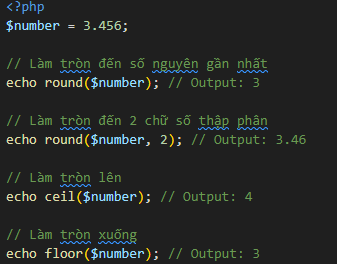 <?php
$number = 3.456;
// Làm tròn đến số nguyên gần nhất
echo round($number); // Output: 3
// Làm tròn đến 2 chữ số thập phân
echo round($number, 2); // Output: 3.46
// Làm tròn lên
echo ceil($number); // Output: 4
// Làm tròn xuống
echo floor($number); // Output: 3